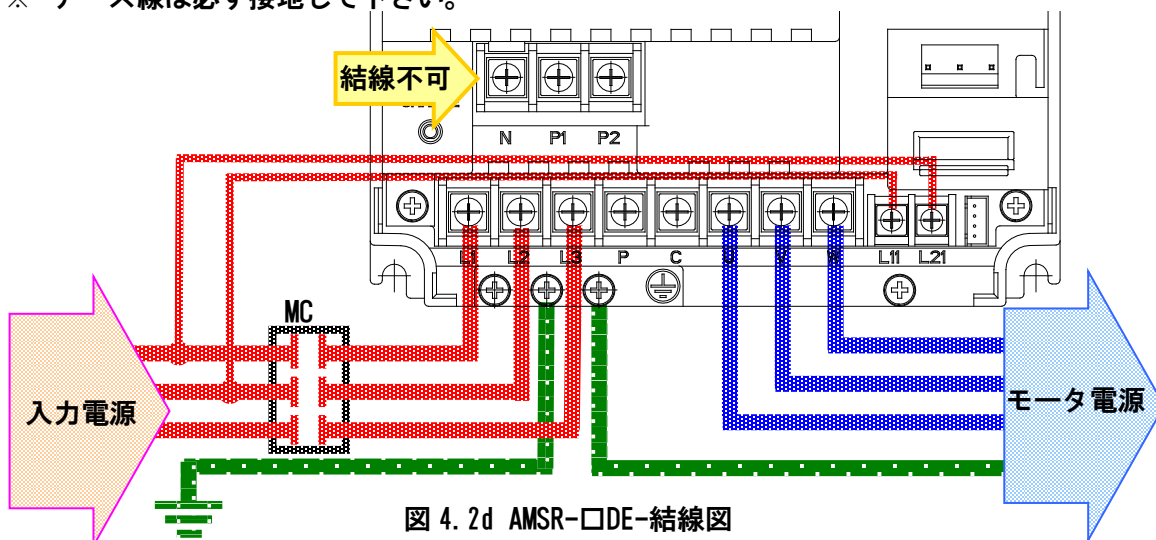 ※ アース線は必ず接地して下さい。
結線不可
N P1 P2
L1 L2 L3 P C U V W L11 L21
MC
入力電源
モータ電源
図 4.2d AMSR-□DE-結線図